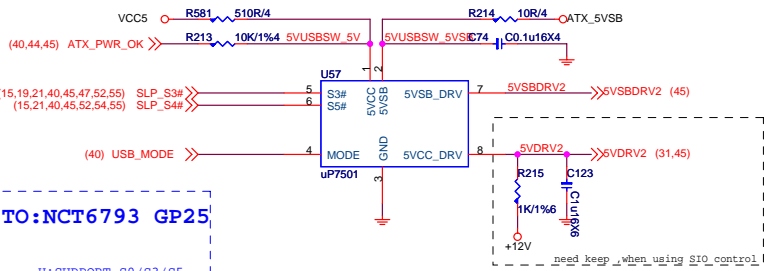 VCC5 R581 510R/4 R214 10R/4 ATX_5VSB
(40,44,45) ATX_PWR_OK R213 10K/1%4 5VUSBSW_5V 5VUSBSW_5VSB C74 C0.1u16X4
1 2
U57
(15,19,21,40,45,47,52,55) SLP_S3# 5 S3# 5VCC 5VSB 5VSB_DRV 7 5VSBDRV2 5VSBDRV2 (45)
(15,21,40,45,52,54,55) SLP_S4# 6 S5#
(40) USB_MODE 4 MODE GND 5VCC_DRV 8 5VDRV2 5VDRV2 (31,45)
uP7501 3
R215 C123
1K/1%6 C1u16X6
+12V
need keep ,when using SIO control
TO:NCT6793 GP25
H:SUPPORT S0/S3/S5